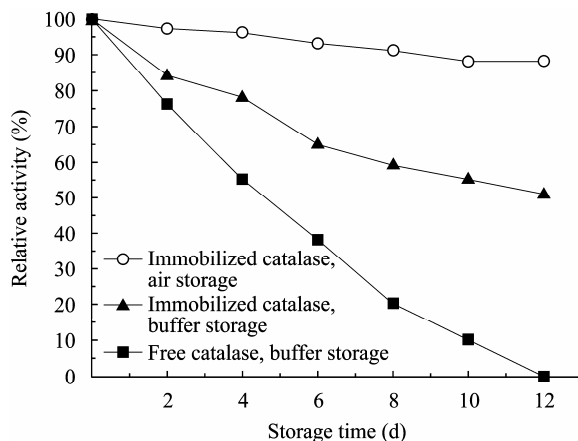 100
90
80
70
60
50
40
30
20
10
0
Relative activity (%)
Immobilized catalase,
air storage
Immobilized catalase,
buffer storage
Free catalase, buffer storage
2 4 6 8 10 12
Storage time (d)